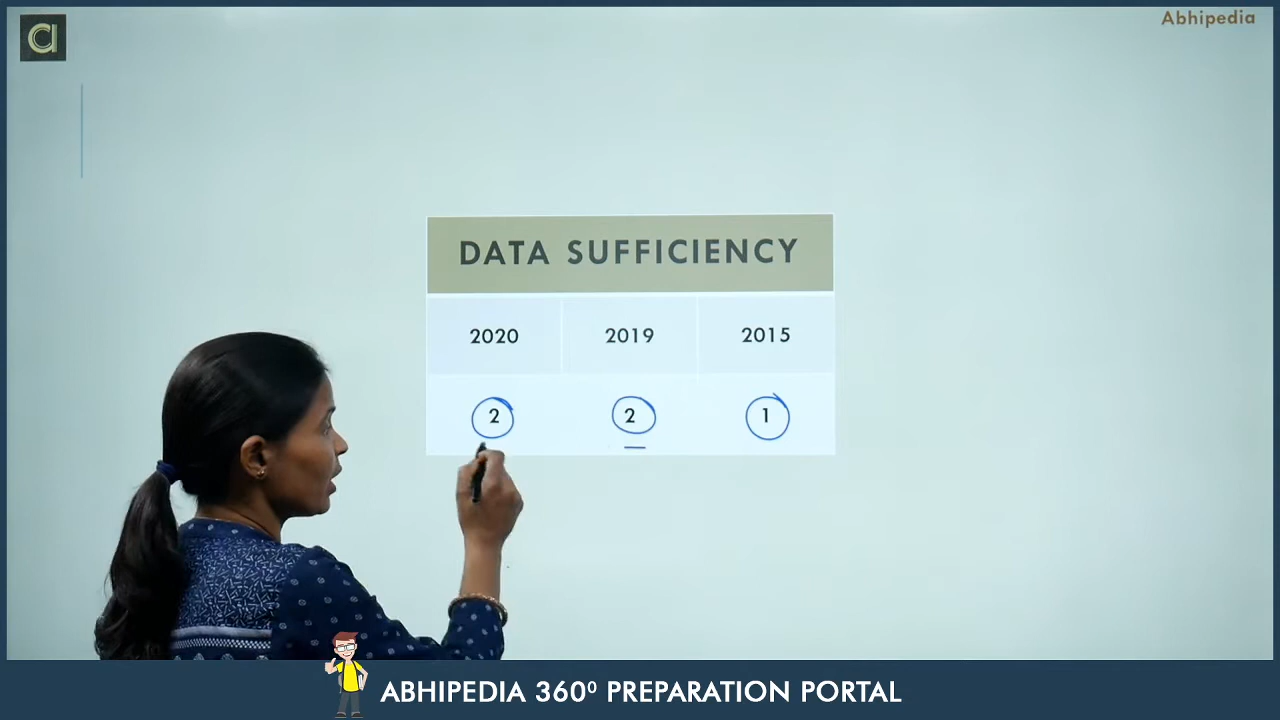 Abhipedia
DATA SUFFICIENCY
2020 2019 2015
2 2 1
ABHIPEDIA 360⁰ PREPARATION PORTAL